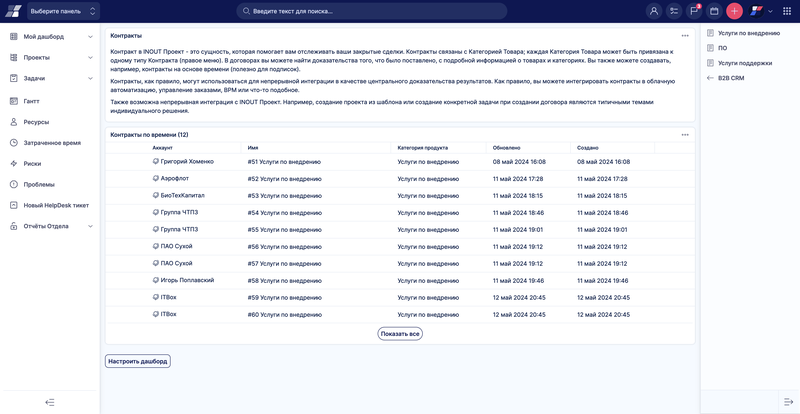 Выберите панель
Введите текст для поиска...
Мой дашборд
Проекты
Задачи
Гантт
Ресурсы
Затраченное время
Риски
Проблемы
Новый HelpDesk тикет
Отчёты Отдела
Контракты
Контракт в INOUT Проект - это сущность, которая помогает вам отслеживать ваши закрытые сделки. Контракты связаны с Категорией Товара; каждая Категория Товара может быть привязана к
одному типу Контракта (правое меню). В договорах вы можете найти доказательства того, что было поставлено, с подробной информацией о товарах и категориях. Вы также можете создавать,
например, контракты на основе времени (полезно для подписок).
Контракты, как правило, могут использоваться для непрерывной интеграции в качестве центрального доказательства результатов. Как правило, вы можете интегрировать контракты в облачную
автоматизацию, управление заказами, BPM или что-то подобное.
Также возможна непрерывная интеграция с INOUT Проект. Например, создание проекта из шаблона или создание конкретной задачи при создании договора являются типичными темами
индивидуального решения.
Контракты по времени (12)
Аккаунт Имя Категория продукта Обновлено Создано
Григорий Хоменко #51 Услуги по внедрению Услуги по внедрению 08 май 2024 16:08 08 май 2024 16:08
Аэрофлот #52 Услуги по внедрению Услуги по внедрению 11 май 2024 17:28 11 май 2024 17:28
БиоТехКапитал #53 Услуги по внедрению Услуги по внедрению 11 май 2024 18:15 11 май 2024 18:15
Группа ЧТПЗ #54 Услуги по внедрению Услуги по внедрению 11 май 2024 18:46 11 май 2024 18:46
Группа ЧТПЗ #55 Услуги по внедрению Услуги по внедрению 11 май 2024 19:01 11 май 2024 19:01
ПАО Сухой #56 Услуги по внедрению Услуги по внедрению 11 май 2024 19:12 11 май 2024 19:12
ПАО Сухой #57 Услуги по внедрению Услуги по внедрению 11 май 2024 19:12 11 май 2024 19:12
Игорь Поплавский #58 Услуги по внедрению Услуги по внедрению 11 май 2024 19:46 11 май 2024 19:46
ITBox #59 Услуги по внедрению Услуги по внедрению 12 май 2024 20:45 12 май 2024 20:45
ITBox #60 Услуги по внедрению Услуги по внедрению 12 май 2024 20:45 12 май 2024 20:45
Показать все
Настроить дашборд
Услуги по внедрению
ПО
Услуги поддержки
B2B CRM